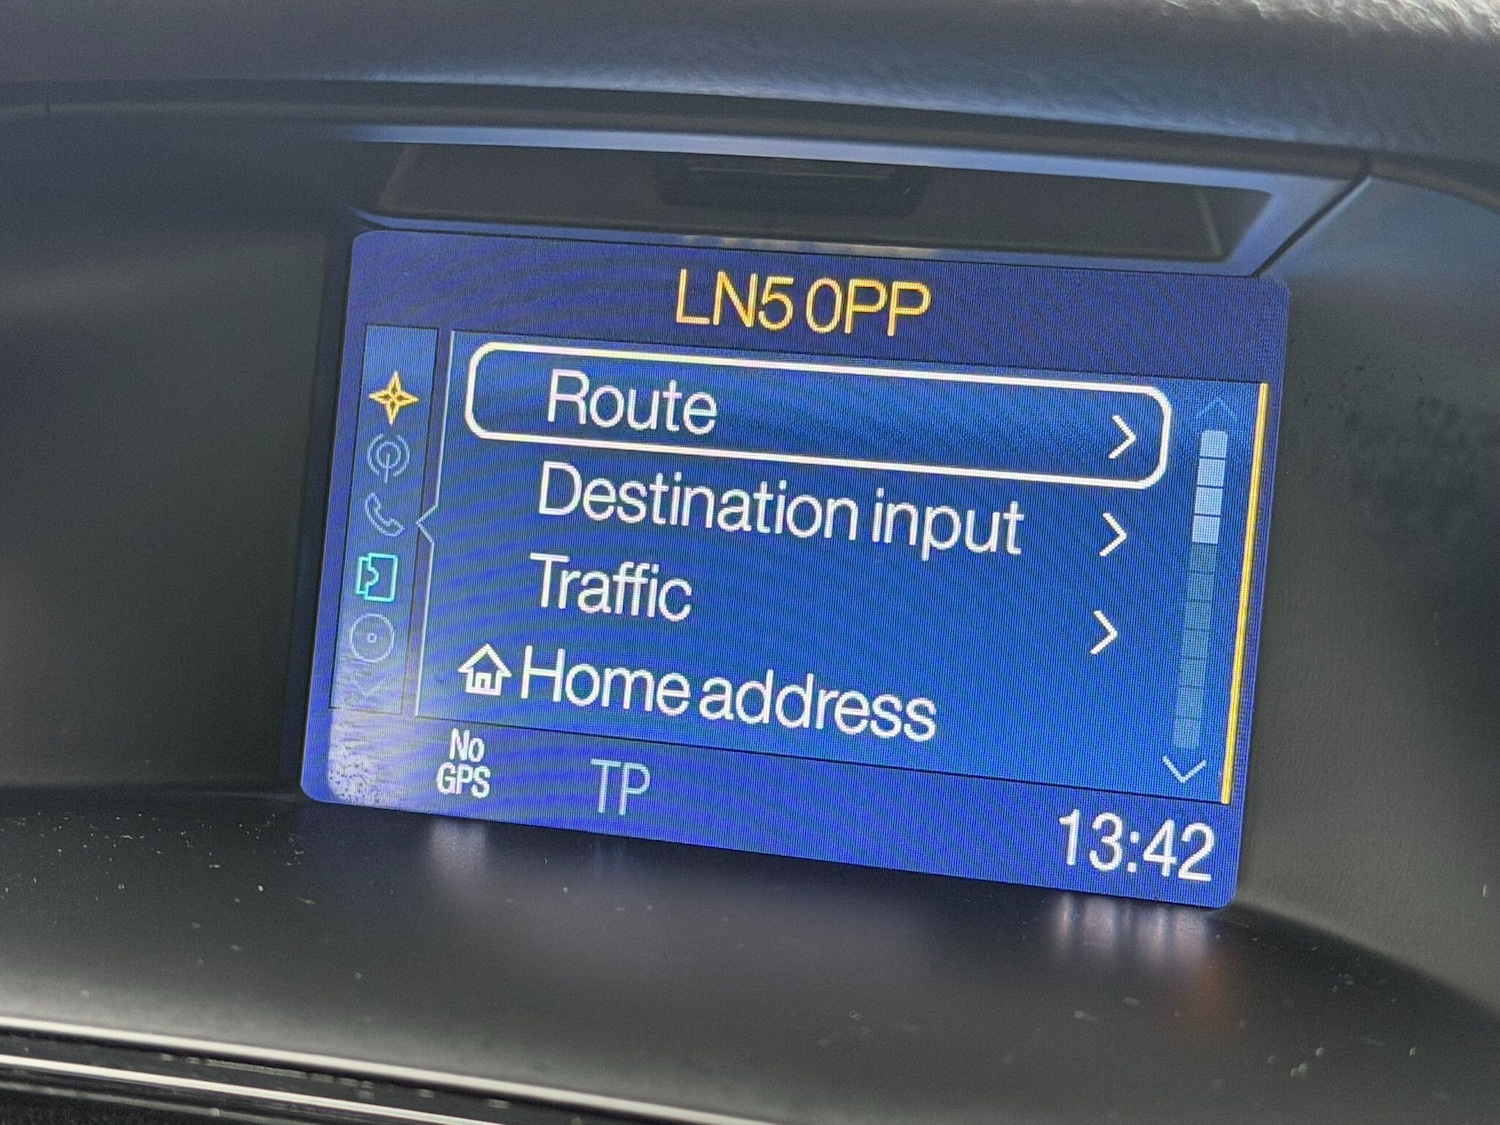 LN5 0PP
Route
Destination input
Traffic
Home address
No
GPS
TP
13:42